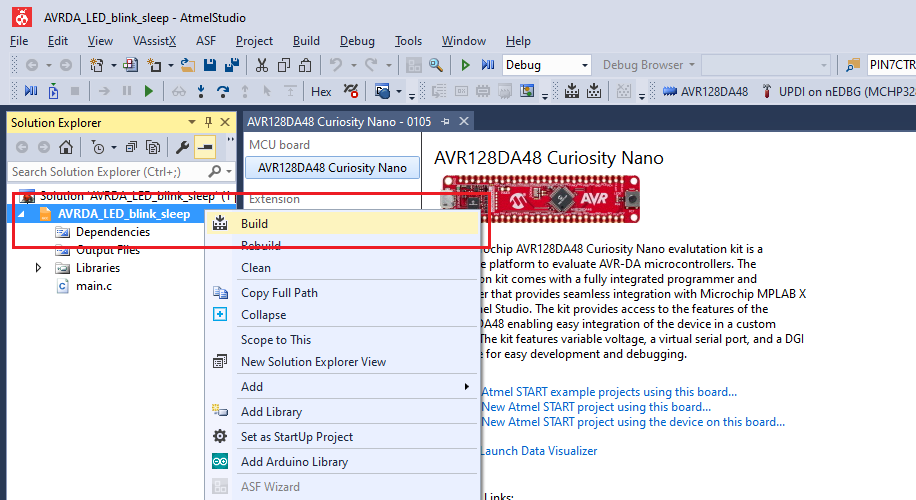 AVRDA_LED_blink_sleep - AtmelStudio
File Edit View VAssistX ASF Project Build Debug Tools Window Help
Debug Debug Browser PIN7CTR
Hex AVR128DA48 UPDI on nEDBG (MCHP328
Solution Explorer
Search Solution Explorer (Ctrl+;)
Solution 'AVRDA_LED_blink_sleep' (1
AVRDA_LED_blink_sleep
Dependencies
Output Files
Libraries
main.c
Build
Rebuild
Clean
Copy Full Path
Collapse
Scope to This
New Solution Explorer View
Add
Add Library
Set as StartUp Project
Add Arduino Library
ASF Wizard
AVR128DA48 Curiosity Nano - 0105
MCU board
AVR128DA48 Curiosity Nano
Extension
AVR128DA48 Curiosity Nano
AVR
chip AVR128DA48 Curiosity Nano evalutation kit is a
e platform to evaluate AVR-DA microcontrollers. The
on kit comes with a fully integrated programmer and
er that provides seamless integration with Microchip MPLAB X
el Studio. The kit provides access to the features of the
DA48 enabling easy integration of the device in a custom
The kit features variable voltage, a virtual serial port, and a DGI
e for easy development and debugging.
Atmel START example projects using this board...
New Atmel START project using this board...
New Atmel START project using the device on this board...
Launch Data Visualizer
Links: